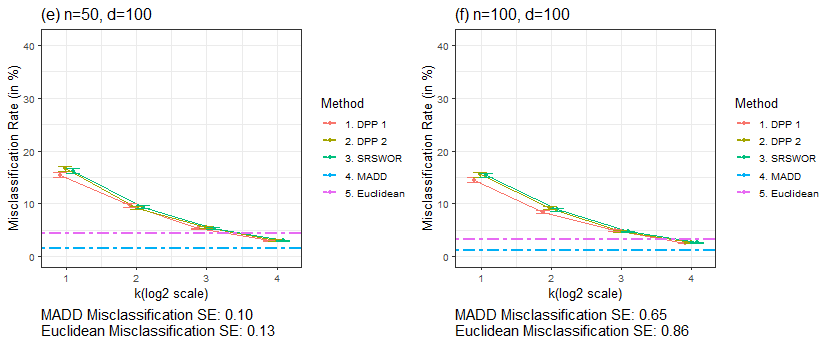 (e) n=50, d=100
Misclassification Rate (in %)
40
30
20
10
0
1 2 3 4
k(log2 scale)
Method
1. DPP 1
2. DPP 2
3. SRSWOR
4. MADD
5. Euclidean
MADD Misclassification SE: 0.10
Euclidean Misclassification SE: 0.13
(f) n=100, d=100
Misclassification Rate (in %)
40
30
20
10
0
1 2 3 4
k(log2 scale)
Method
1. DPP 1
2. DPP 2
3. SRSWOR
4. MADD
5. Euclidean
MADD Misclassification SE: 0.65
Euclidean Misclassification SE: 0.86